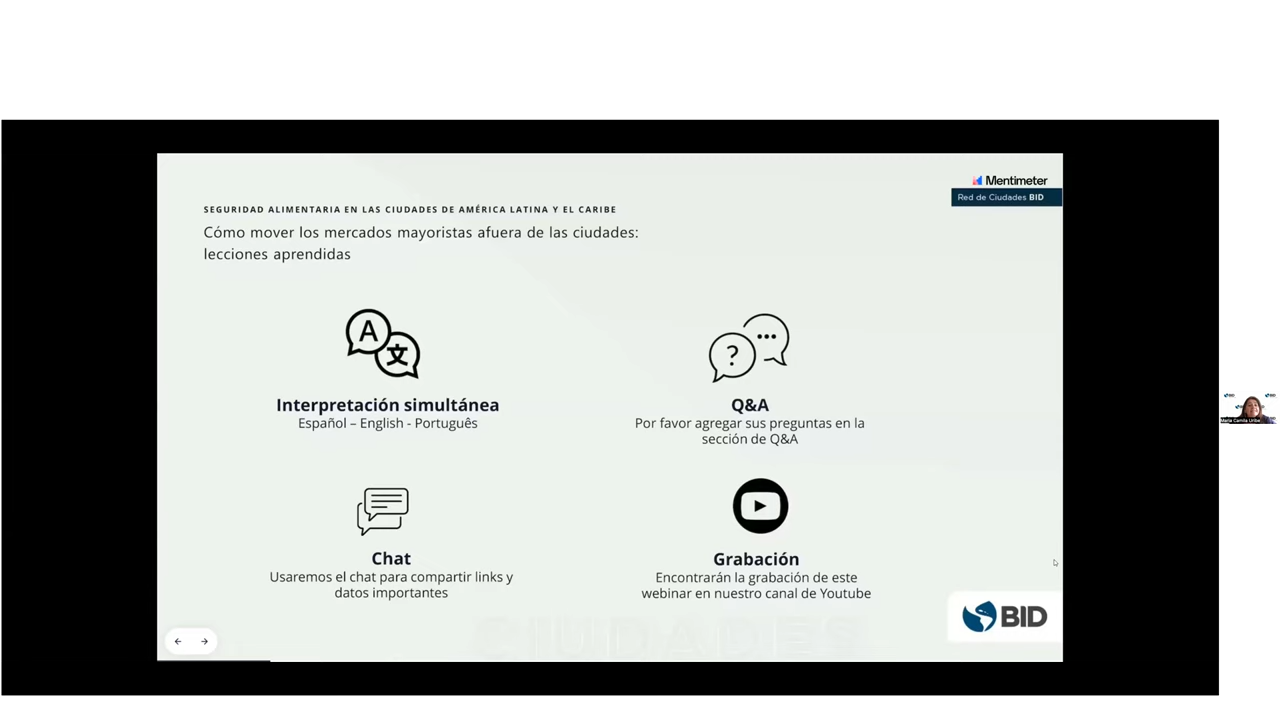 Mentimeter
Red de Ciudades BID
SEGURIDAD ALIMENTARIA EN LAS CIUDADES DE AMÉRICA LATINA Y EL CARIBE
Cómo mover los mercados mayoristas afuera de las ciudades:
lecciones aprendidas
A
文
?
Interpretación simultánea
Español – English - Português
Q&A
Por favor agregar sus preguntas en la
sección de Q&A
Chat
Usaremos el chat para compartir links y
datos importantes
Grabación
Encontrarán la grabación de este
webinar en nuestro canal de Youtube
CIUDADES
BID